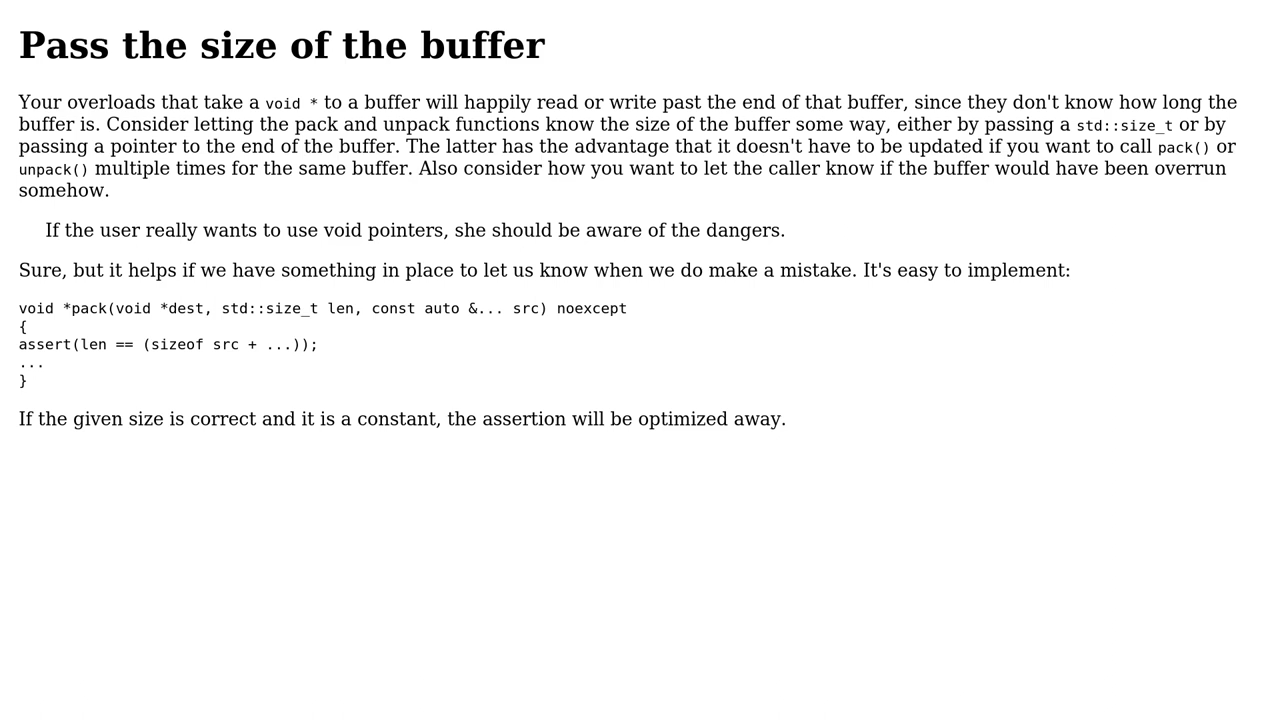 Pass the size of the buffer
Your overloads that take a void * to a buffer will happily read or write past the end of that buffer, since they don't know how long the
buffer is. Consider letting the pack and unpack functions know the size of the buffer some way, either by passing a std::size_t or by
passing a pointer to the end of the buffer. The latter has the advantage that it doesn't have to be updated if you want to call pack() or
unpack() multiple times for the same buffer. Also consider how you want to let the caller know if the buffer would have been overrun
somehow.
If the user really wants to use void pointers, she should be aware of the dangers.
Sure, but it helps if we have something in place to let us know when we do make a mistake. It's easy to implement:
void *pack(void *dest, std::size_t len, const auto &... src) noexcept
{
assert(len == (sizeof src + ...));
...
}
If the given size is correct and it is a constant, the assertion will be optimized away.